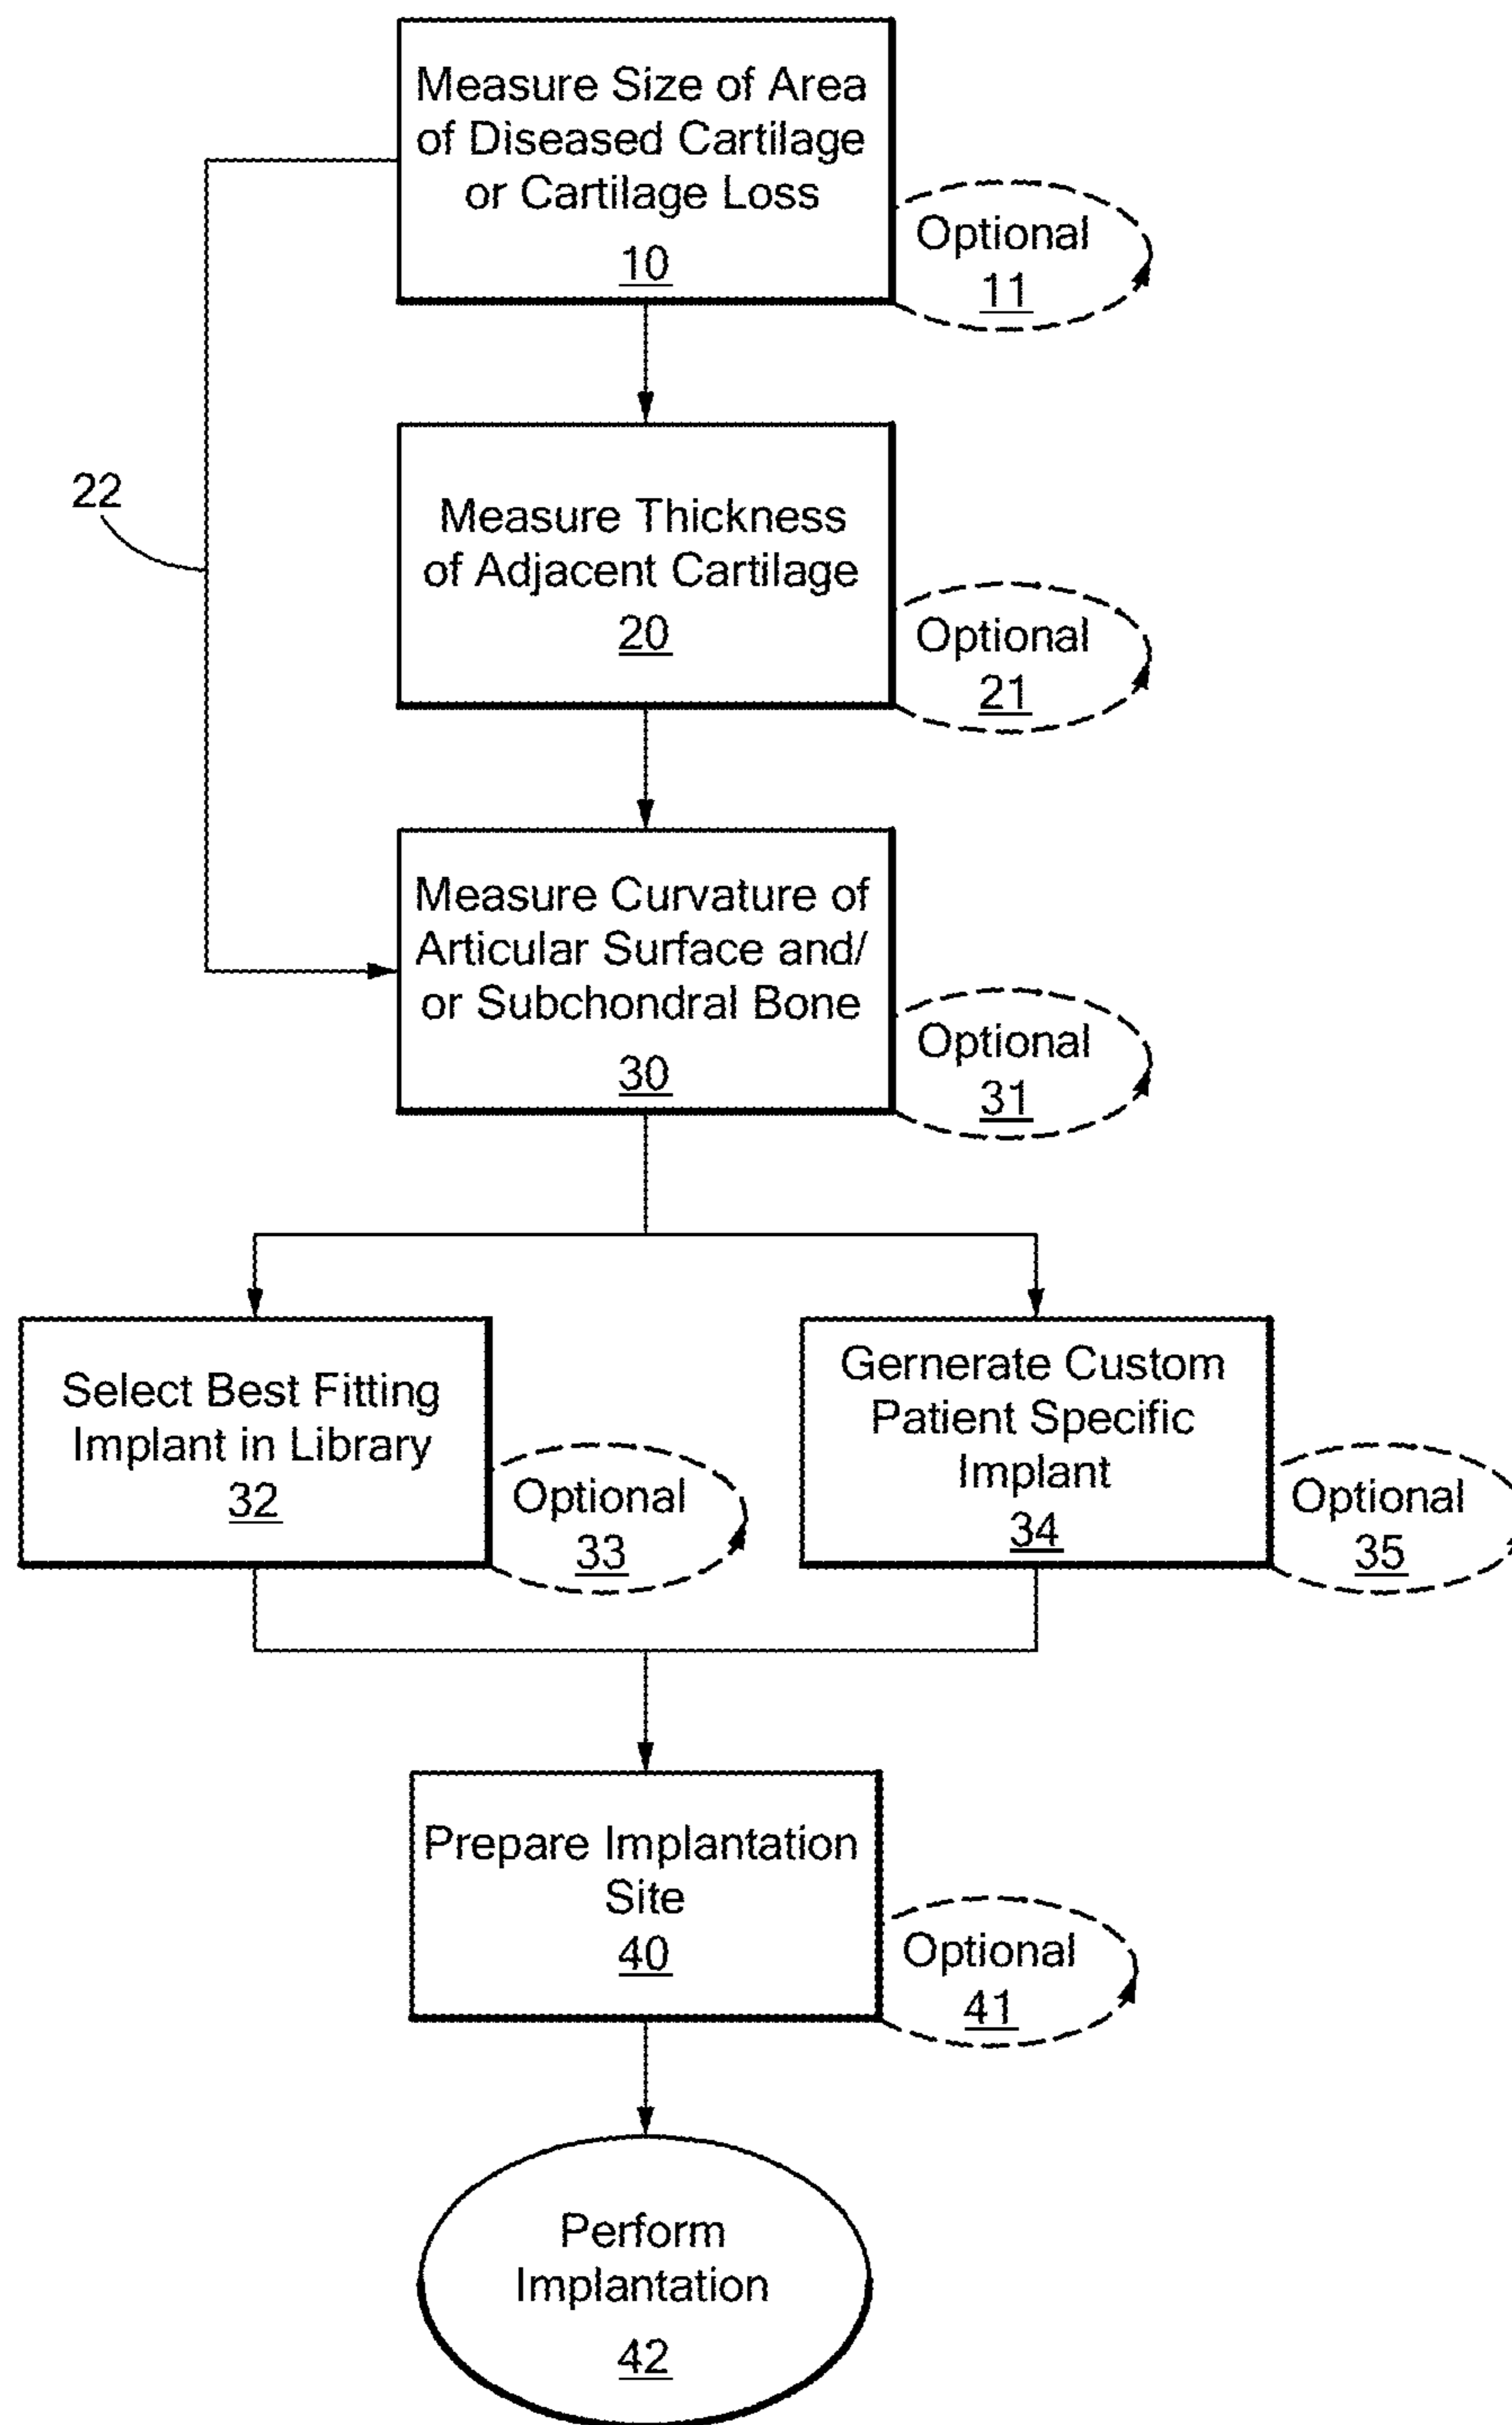 Measure Size of Area
of Diseased Cartilage
or Cartilage Loss
10
Optional
11
22
Measure Thickness
of Adjacent Cartilage
20
Optional
21
Measure Curvature of
Articular Surface and/
or Subchondral Bone
30
Optional
31
Select Best Fitting
Implant in Library
32
Optional
33
Gernerate Custom
Patient Specific
Implant
34
Optional
35
Prepare Implantation
Site
40
Optional
41
Perform
Implantation
42